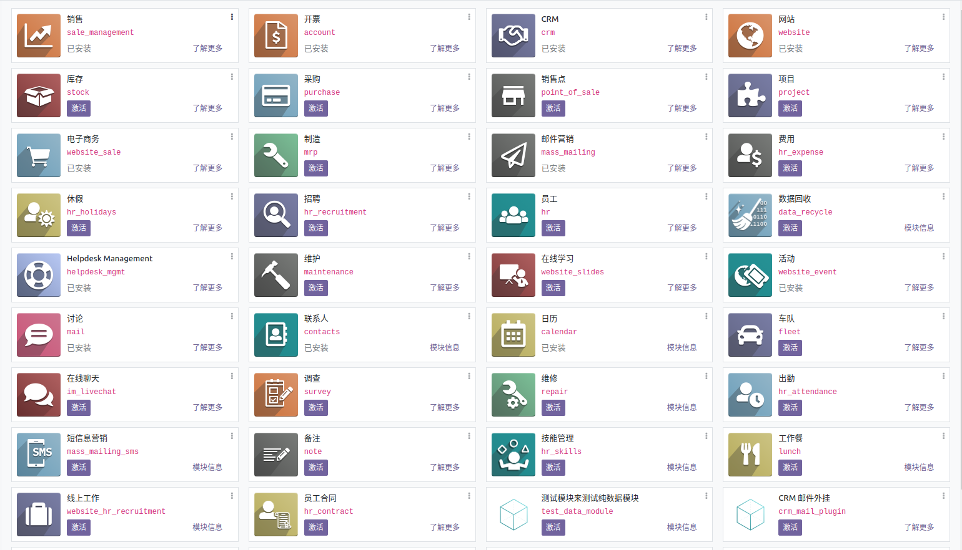 销售
sale_management
已安装
了解更多
开票
account
已安装
了解更多
CRM
crm
已安装
了解更多
网站
website
已安装
了解更多
库存
stock
激活
了解更多
采购
purchase
已安装
了解更多
销售点
point_of_sale
激活
了解更多
项目
project
激活
了解更多
电子商务
website_sale
已安装
了解更多
制造
mrp
激活
了解更多
邮件营销
mass_mailing
已安装
了解更多
费用
hr_expense
激活
了解更多
休假
hr_holidays
激活
了解更多
招聘
hr_recruitment
激活
了解更多
员工
hr
激活
了解更多
数据回收
data_recycle
激活
模块信息
Helpdesk Management
helpdesk_mgmt
已安装
了解更多
维护
maintenance
激活
了解更多
在线学习
website_slides
激活
了解更多
活动
website_event
已安装
了解更多
讨论
mail
已安装
了解更多
联系人
contacts
已安装
模块信息
日历
calendar
已安装
模块信息
车队
fleet
激活
了解更多
在线聊天
im_livechat
激活
了解更多
调查
survey
激活
了解更多
维修
repair
激活
模块信息
出勤
hr_attendance
激活
了解更多
SMS
短信息营销
mass_mailing_sms
激活
模块信息
备注
note
激活
了解更多
技能管理
hr_skills
激活
模块信息
工作餐
lunch
激活
模块信息
线上工作
website_hr_recruitment
激活
模块信息
员工合同
hr_contract
激活
了解更多
测试模块来测试纯数据模块
test_data_module
激活
模块信息
CRM 邮件外挂
crm_mail_plugin
激活
了解更多